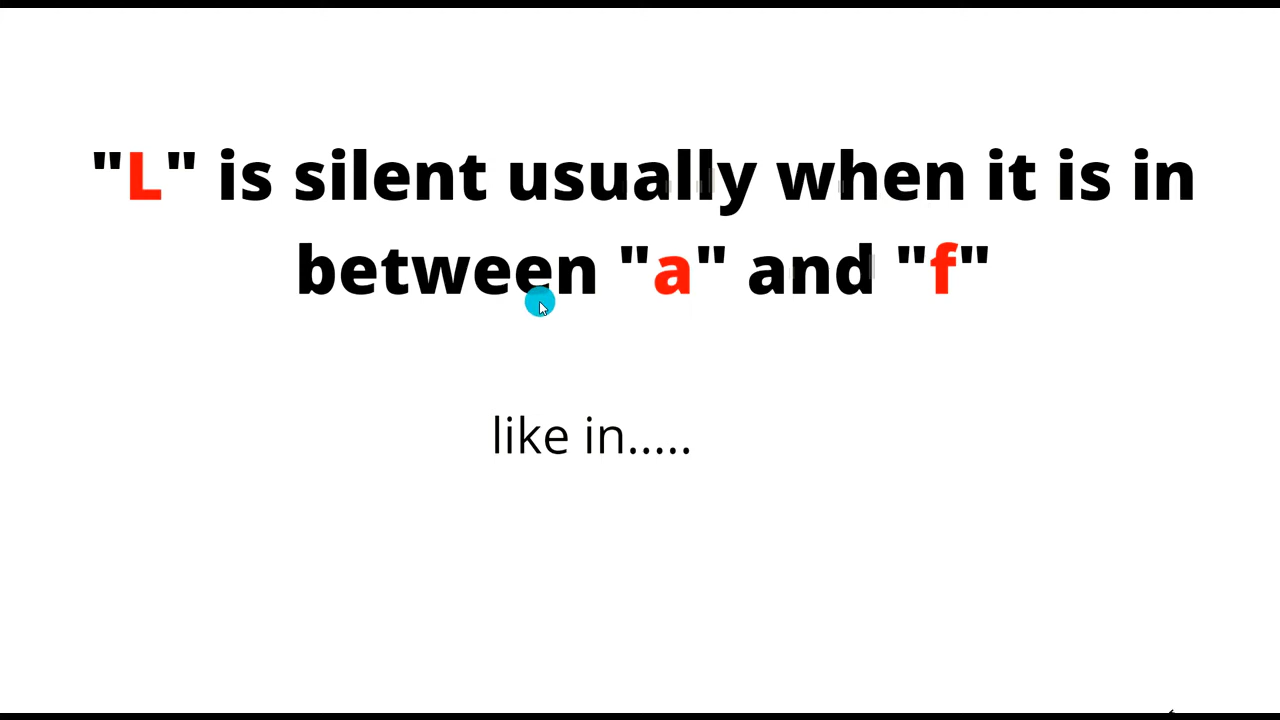 "L" is silent usually when it is in
between "a" and "f"
like in.....